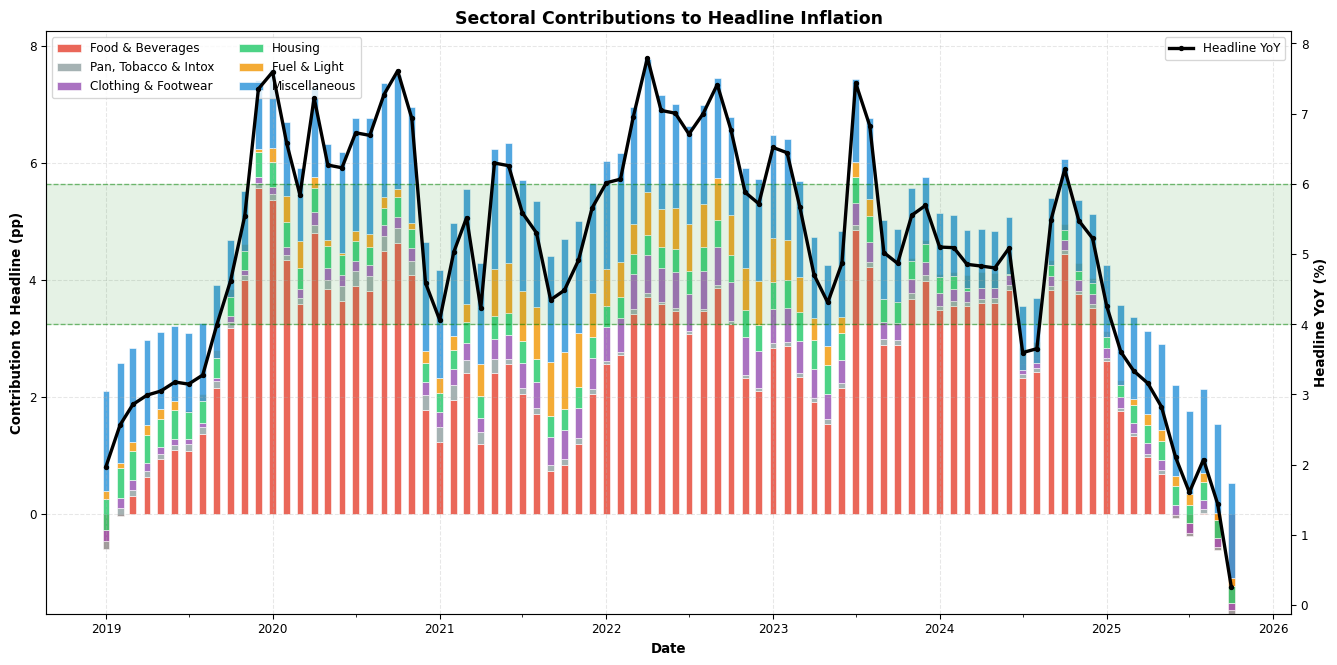 Sectoral Contributions to Headline Inflation
Food & Beverages
Pan, Tobacco & Intox
Clothing & Footwear
Housing
Fuel & Light
Miscellaneous
Headline YoY
Contribution to Headline (pp)
8
6
4
2
0
Headline YoY (%)
8
7
6
5
4
3
2
1
0
2019
2020
2021
2022
2023
2024
2025
2026
Date